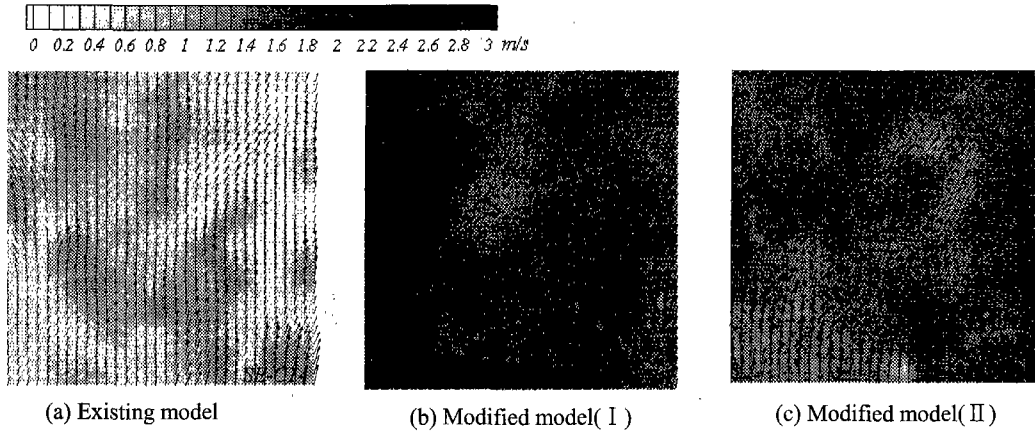 0 0.2 0.4 0.6 0.8 1 1.2 1.4 1.6 1.8 2 2.2 2.4 2.6 2.8 3 m/s
(a) Existing model
(b) Modified model(Ⅰ)
(c) Modified model(Ⅱ)